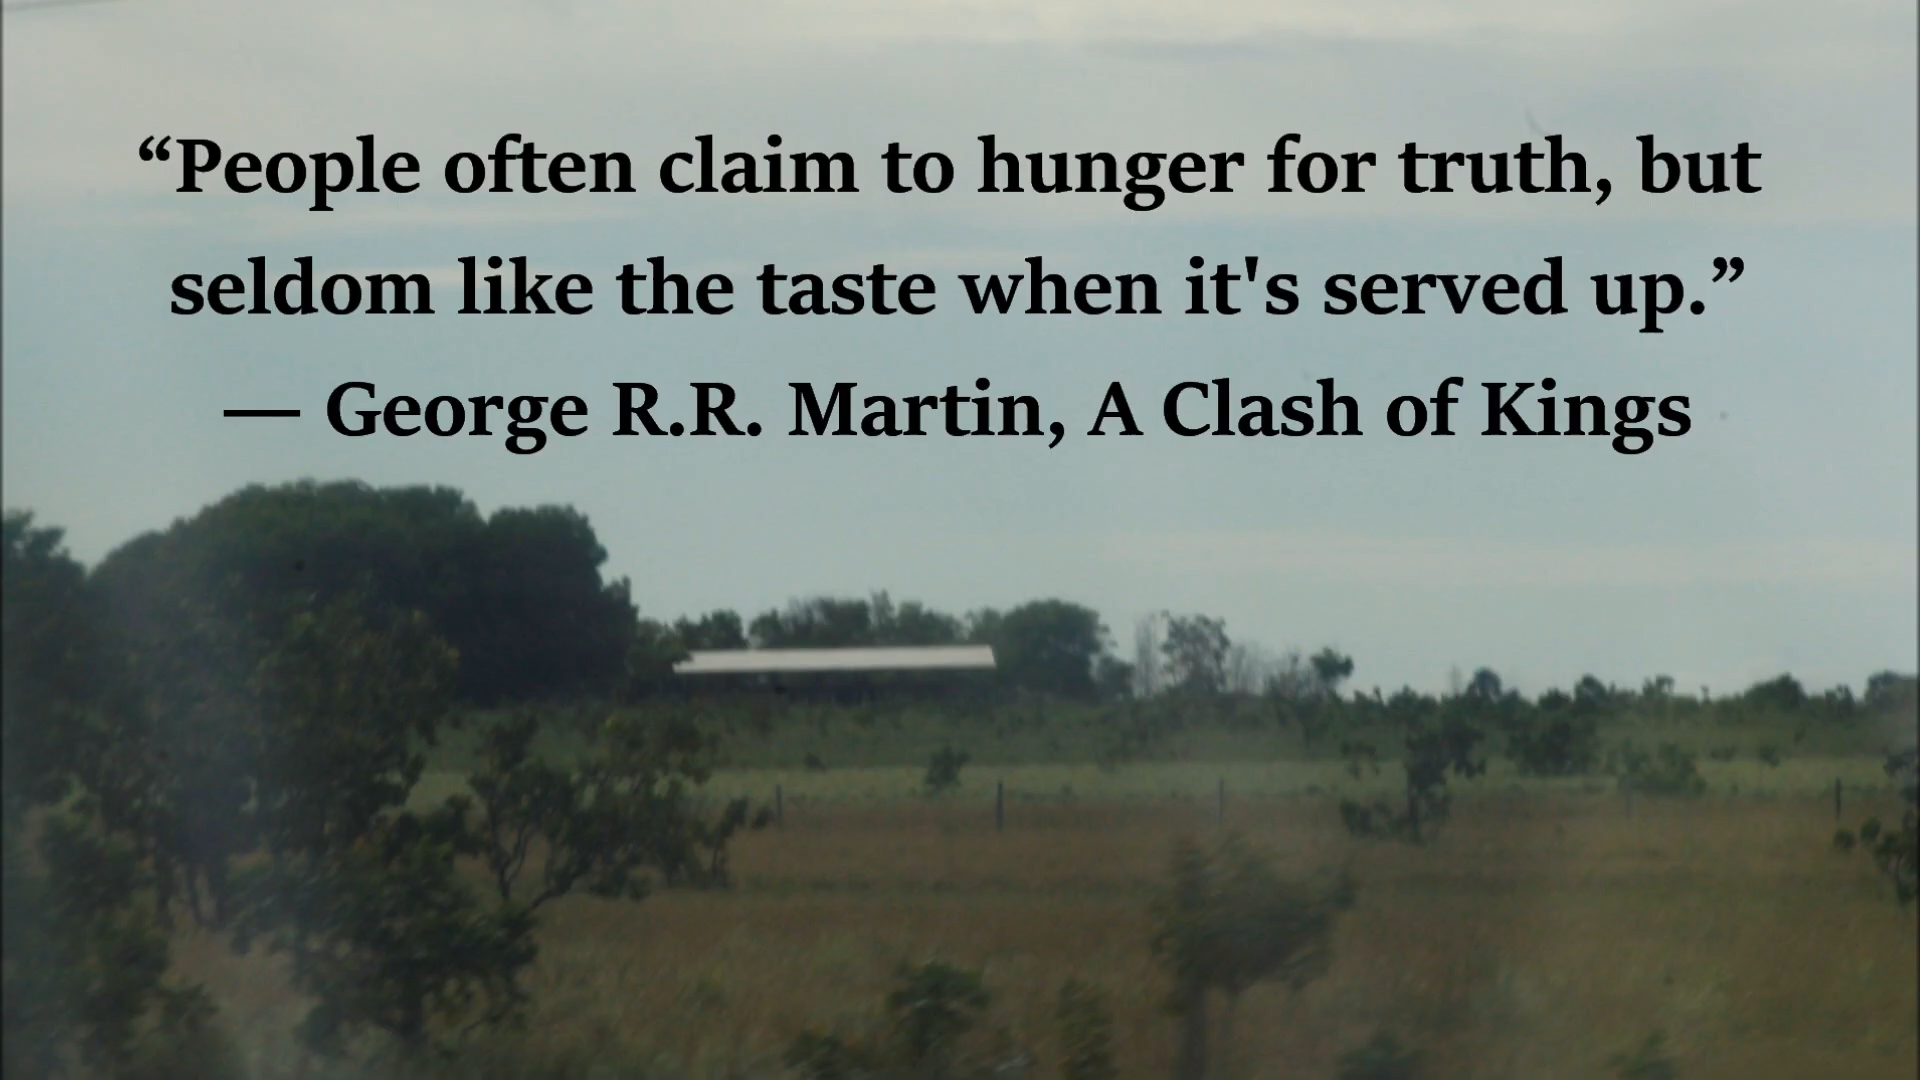 “People often claim to hunger for truth, but
seldom like the taste when it's served up.”
— George R.R. Martin, A Clash of Kings